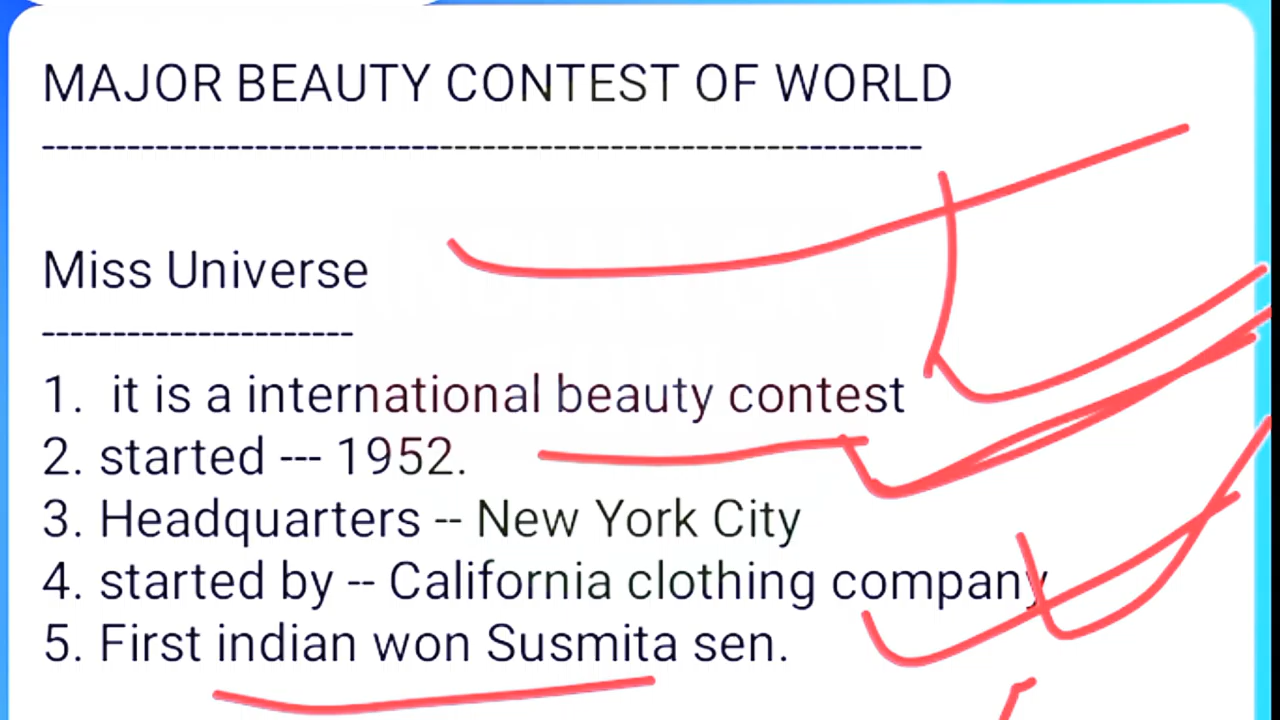 MAJOR BEAUTY CONTEST OF WORLD
--------------------------------------------------------------
Miss Universe
----------------------
1.  it is a international beauty contest
2. started --- 1952.
3. Headquarters -- New York City
4. started by -- California clothing company
5. First indian won Susmita sen.